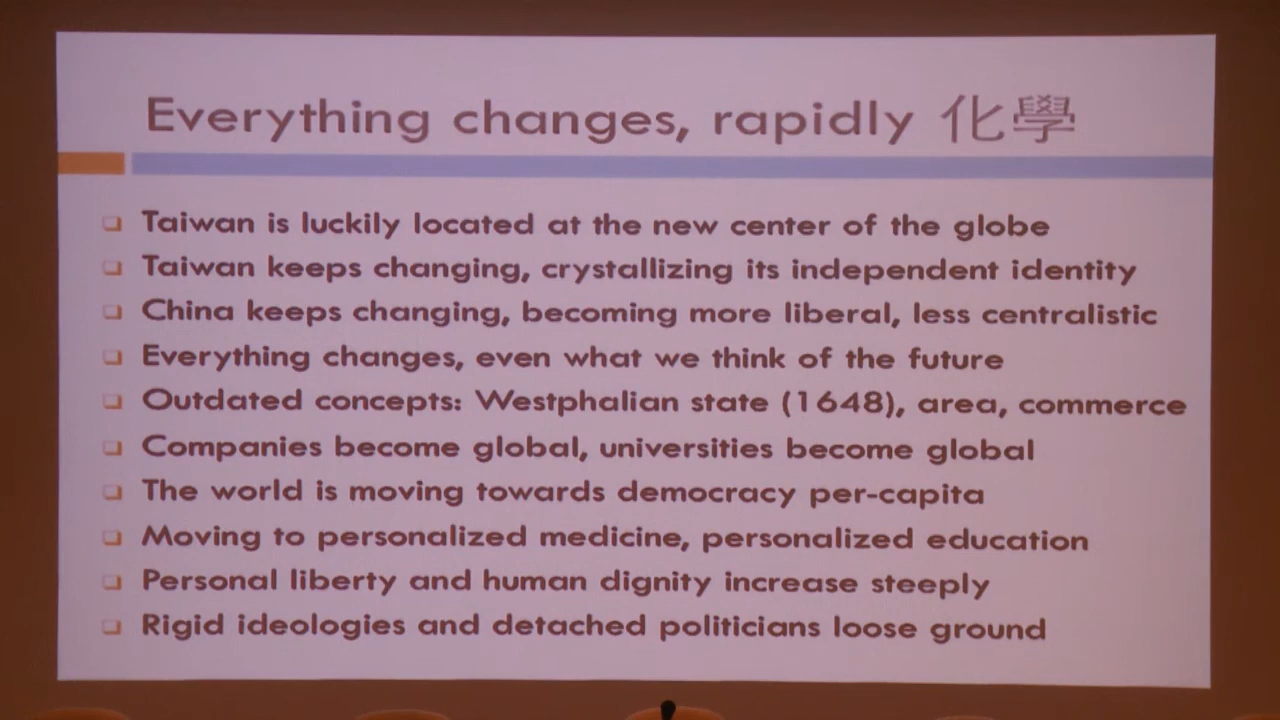 Everything changes, rapidly 化學
Taiwan is luckily located at the new center of the globe
Taiwan keeps changing, crystallizing its independent identity
China keeps changing, becoming more liberal, less centralistic
Everything changes, even what we think of the future
Outdated concepts: Westphalian state (1648), area, commerce
Companies become global, universities become global
The world is moving towards democracy per-capita
Moving to personalized medicine, personalized education
Personal liberty and human dignity increase steeply
Rigid ideologies and detached politicians loose ground